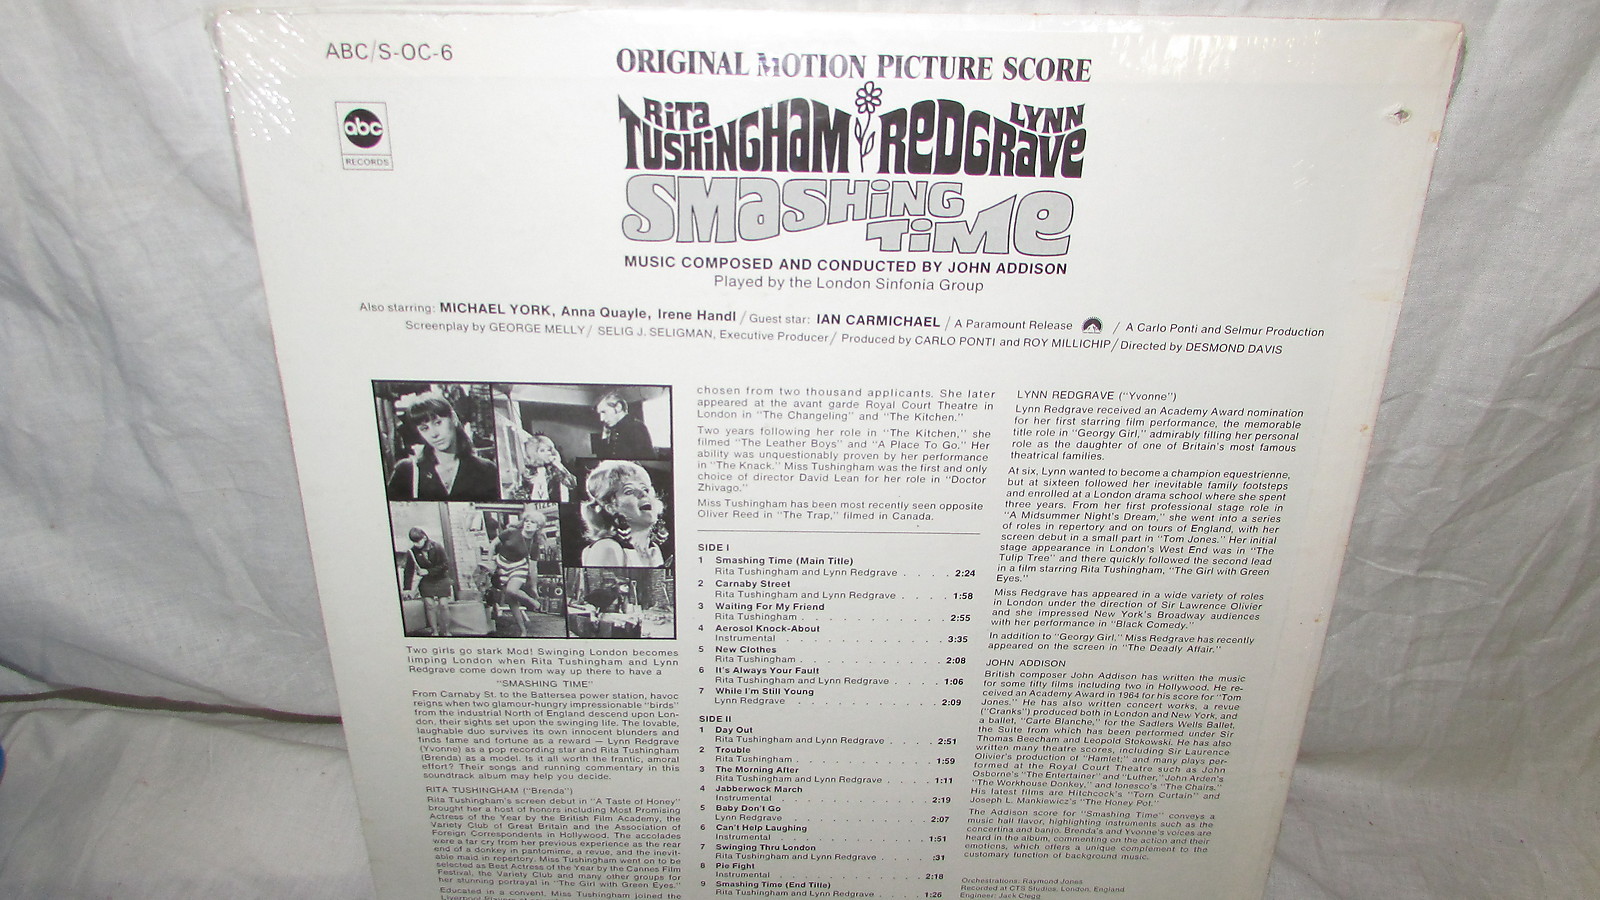 ABC/S-OC-6
abc
RECORDS
ORIGINAL MOTION PICTURE SCORE
RiTa TUSHiNGHaM LYNN ReDGRaVe
SMaSHiNG
TiMe
MUSIC COMPOSED AND CONDUCTED BY JOHN ADDISON
Played by the London Sinfonia Group
Also starring: MICHAEL YORK, Anna Quayle, Irene Handl / Guest star: IAN CARMICHAEL / A Paramount Release / A Carlo Ponti and Selmur Production
Screenplay by GEORGE MELLY / SELIG J. SELIGMAN, Executive Producer / Produced by CARLO PONTI and ROY MILLICHIP / Directed by DESMOND DAVIS
Two girls go stark Mod! Swinging London becomes
limping London when Rita Tushingham and Lynn
Redgrave come down from way up there to have a
"SMASHING TIME"
From Carnaby St. to the Battersea power station, havoc
reigns when two glamour-hungry impressionable "birds"
from the industrial North of England descend upon Lon-
don, their sights set upon the swinging life. The lovable,
laughable duo survives its own innocent blunders and
finds fame and fortune as a reward — Lynn Redgrave
(Yvonne) as a pop recording star and Rita Tushingham
(Brenda) as a model. Is it all worth the frantic, amoral
effort? Their songs and running commentary in this
soundtrack album may help you decide.
RITA TUSHINGHAM ("Brenda")
Rita Tushingham's screen debut in "A Taste of Honey"
brought her a host of honors including Most Promising
Actress of the Year by the British Film Academy, the
Variety Club of Great Britain and the Association of
Foreign Correspondents in Hollywood. The accolades
were a far cry from her previous experience as the rear
end of a donkey in pantomime, a revue, and the inevit-
able maid in repertory. Miss Tushingham went on to be
selected as Best Actress of the Year by the Cannes Film
Festival, the Variety Club and many other groups for
her stunning portrayal in "The Girl with Green Eyes."
Educated in a convent, Miss Tushingham joined the
Liverpool Players
chosen from two thousand applicants. She later
appeared at the avant garde Royal Court Theatre in
London in "The Changeling" and "The Kitchen."
Two years following her role in "The Kitchen," she
filmed "The Leather Boys" and "A Place To Go." Her
ability was unquestionably proven by her performance
in "The Knack." Miss Tushingham was the first and only
choice of director David Lean for her role in "Doctor
Zhivago."
Miss Tushingham has been most recently seen opposite
Oliver Reed in "The Trap," filmed in Canada.
SIDE I
1 Smashing Time (Main Title)
Rita Tushingham and Lynn Redgrave . . . . 2:24
2 Carnaby Street
Rita Tushingham and Lynn Redgrave . . . . 1:58
3 Waiting For My Friend
Rita Tushingham . . . . . . . . . . . 2:55
4 Aerosol Knock-About
Instrumental . . . . . . . . . . . . 3:35
5 New Clothes
Rita Tushingham . . . . . . . . . . . 2:08
6 It's Always Your Fault
Rita Tushingham and Lynn Redgrave . . . . 1:06
7 While I'm Still Young
Lynn Redgrave . . . . . . . . . . . 2:09
SIDE II
1 Day Out
Rita Tushingham and Lynn Redgrave . . . . 2:51
2 Trouble
Rita Tushingham . . . . . . . . . . . 1:59
3 The Morning After
Rita Tushingham and Lynn Redgrave . . . . 1:11
4 Jabberwock March
Instrumental . . . . . . . . . . . . 2:19
5 Baby Don't Go
Lynn Redgrave . . . . . . . . . . . 2:07
6 Can't Help Laughing
Instrumental . . . . . . . . . . . . 1:51
7 Swinging Thru London
Rita Tushingham and Lynn Redgrave . . . . :31
8 Pie Fight
Instrumental . . . . . . . . . . . . 2:18
9 Smashing Time (End Title)
Rita Tushingham and Lynn Redgrave . . . . 1:26
LYNN REDGRAVE ("Yvonne")
Lynn Redgrave received an Academy Award nomination
for her first starring film performance, the memorable
title role in "Georgy Girl," admirably filling her personal
role as the daughter of one of Britain's most famous
theatrical families.
At six, Lynn wanted to become a champion equestrienne,
but at sixteen followed her inevitable family footsteps
and enrolled at a London drama school where she spent
three years. From her first professional stage role in
"A Midsummer Night's Dream," she went into a series
of roles in repertory and on tours of England, with her
screen debut in a small part in "Tom Jones." Her initial
stage appearance in London's West End was in "The
Tulip Tree" and there quickly followed the second lead
in a film starring Rita Tushingham, "The Girl with Green
Eyes."
Miss Redgrave has appeared in a wide variety of roles
in London under the direction of Sir Lawrence Olivier
and she impressed New York's Broadway audiences
with her performance in "Black Comedy."
In addition to "Georgy Girl," Miss Redgrave has recently
appeared on the screen in "The Deadly Affair."
JOHN ADDISON
British composer John Addison has written the music
for some fifty films including two in Hollywood. He re-
ceived an Academy Award in 1964 for his score for "Tom
Jones." He has also written concert works, a revue
("Cranks") produced both in London and New York, and
a ballet, "Carte Blanche," for the Sadlers Wells Ballet,
the Suite from which has been performed under Sir
Thomas Beecham and Leopold Stokowski. He has also
written many theatre scores, including Sir Laurence
Olivier's production of "Hamlet;" and many plays per-
formed at the Royal Court Theatre such as John
Osborne's "The Entertainer" and "Luther," John Arden's
"The Workhouse Donkey," and Ionesco's "The Chairs."
His latest films are Hitchcock's "Torn Curtain" and
Joseph L. Mankiewicz's "The Honey Pot."
The Addison score for "Smashing Time" conveys a
music hall flavor, highlighting instruments such as the
concertina and banjo. Brenda's and Yvonne's voices are
heard in the album, commenting on the action and their
emotions, which offers a unique complement to the
customary function of background music.
Orchestrations: Raymond Jones
Recorded at CTS Studios, London, England
Engineer: Jack Clegg